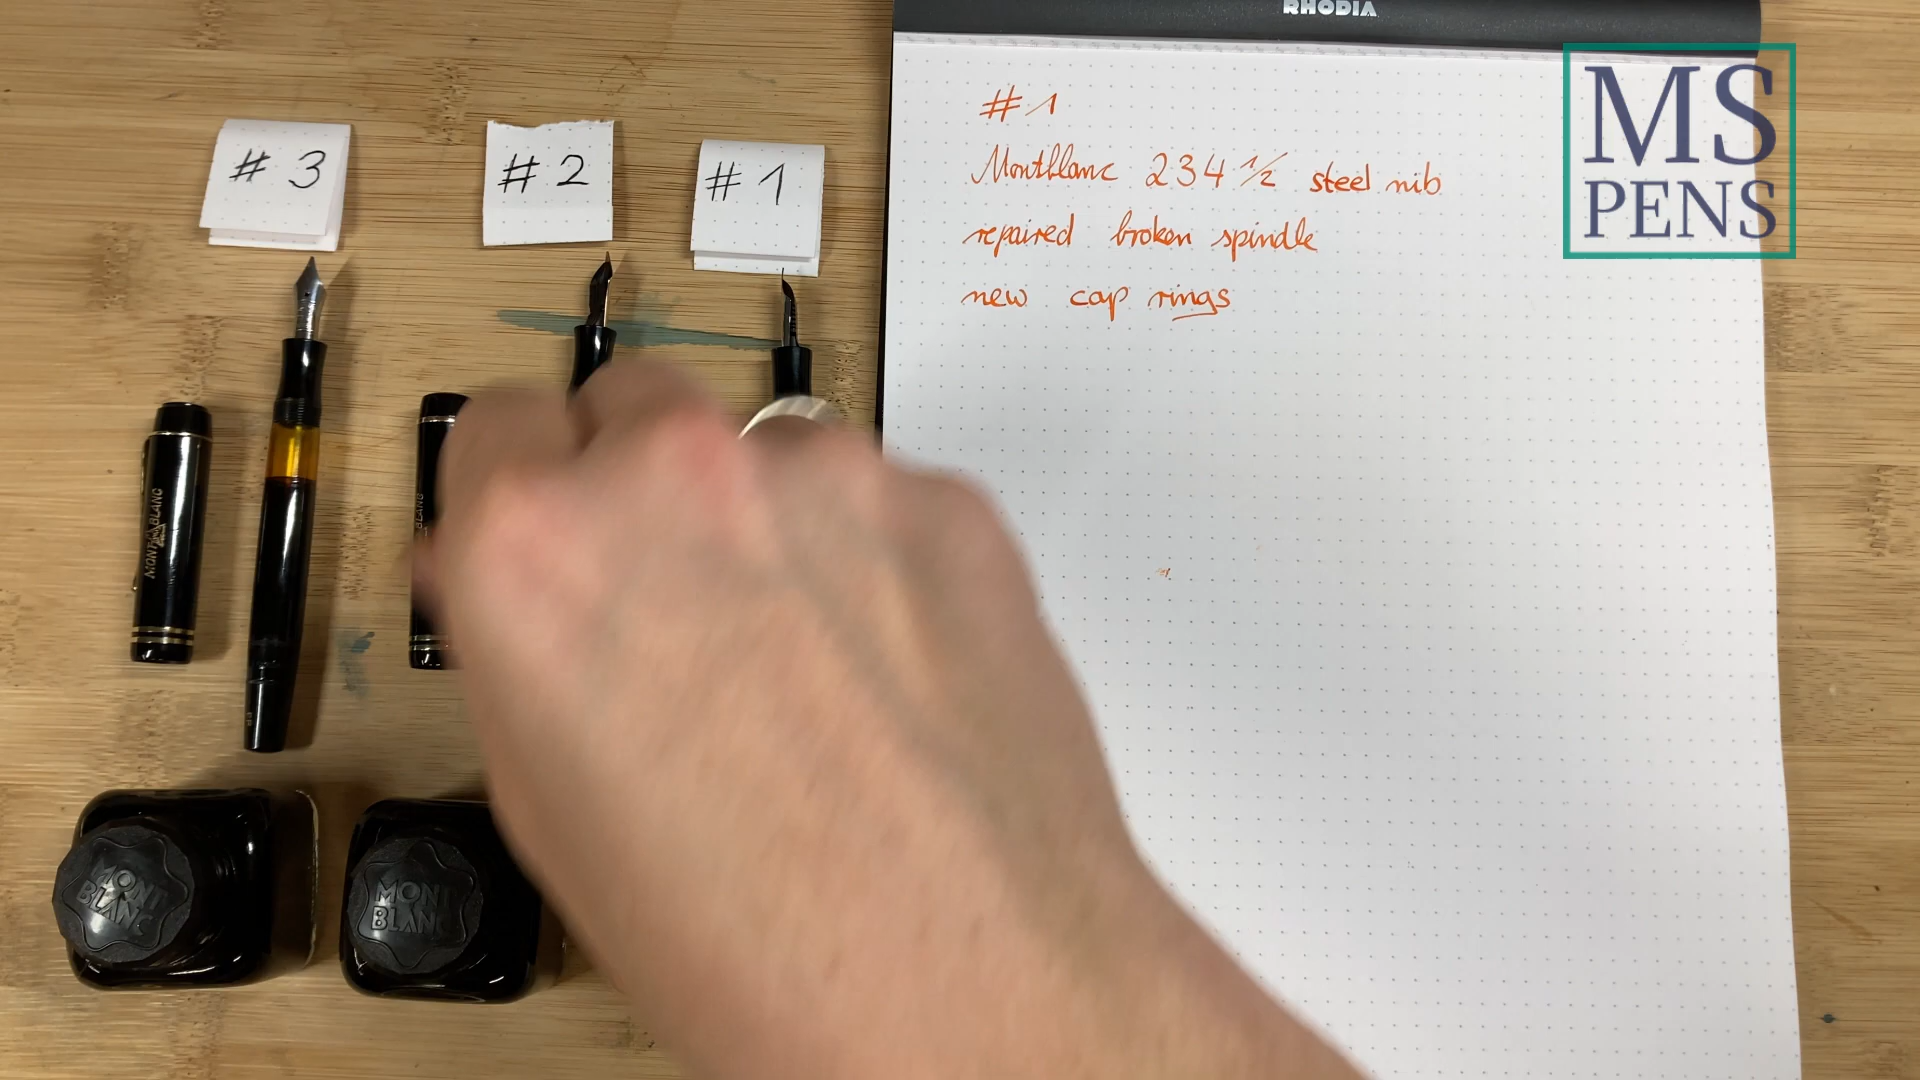 RHODIA
MS
PENS
# 3
# 2
# 1
# 1
Montblanc 234 1/2 steel nib
repaired broken spindle
new cap rings
MONTBLANC
BLANC
MONT
BLANC
MONT
BLANC